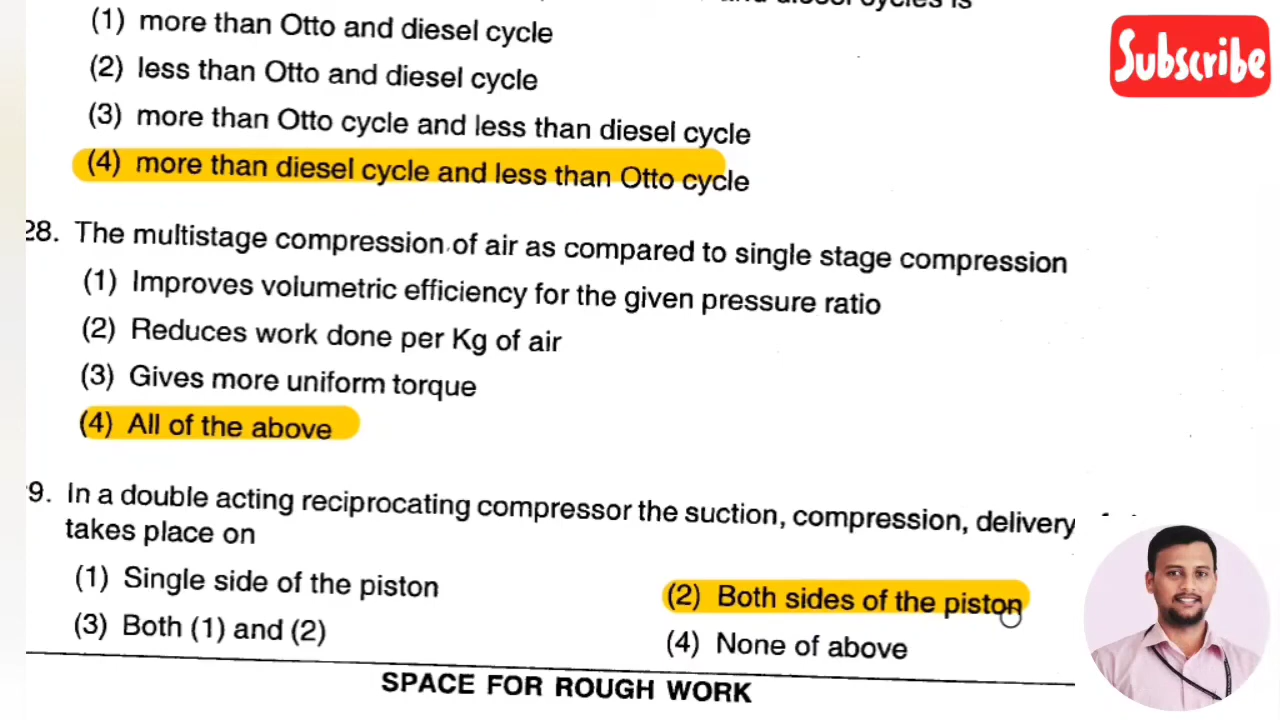 diesel cycles is
(1) more than Otto and diesel cycle
(2) less than Otto and diesel cycle
(3) more than Otto cycle and less than diesel cycle
(4) more than diesel cycle and less than Otto cycle
28. The multistage compression of air as compared to single stage compression
(1) Improves volumetric efficiency for the given pressure ratio
(2) Reduces work done per Kg of air
(3) Gives more uniform torque
(4) All of the above
9. In a double acting reciprocating compressor the suction, compression, delivery
takes place on
(1) Single side of the piston (2) Both sides of the piston
(3) Both (1) and (2) (4) None of above
SPACE FOR ROUGH WORK
Subscribe